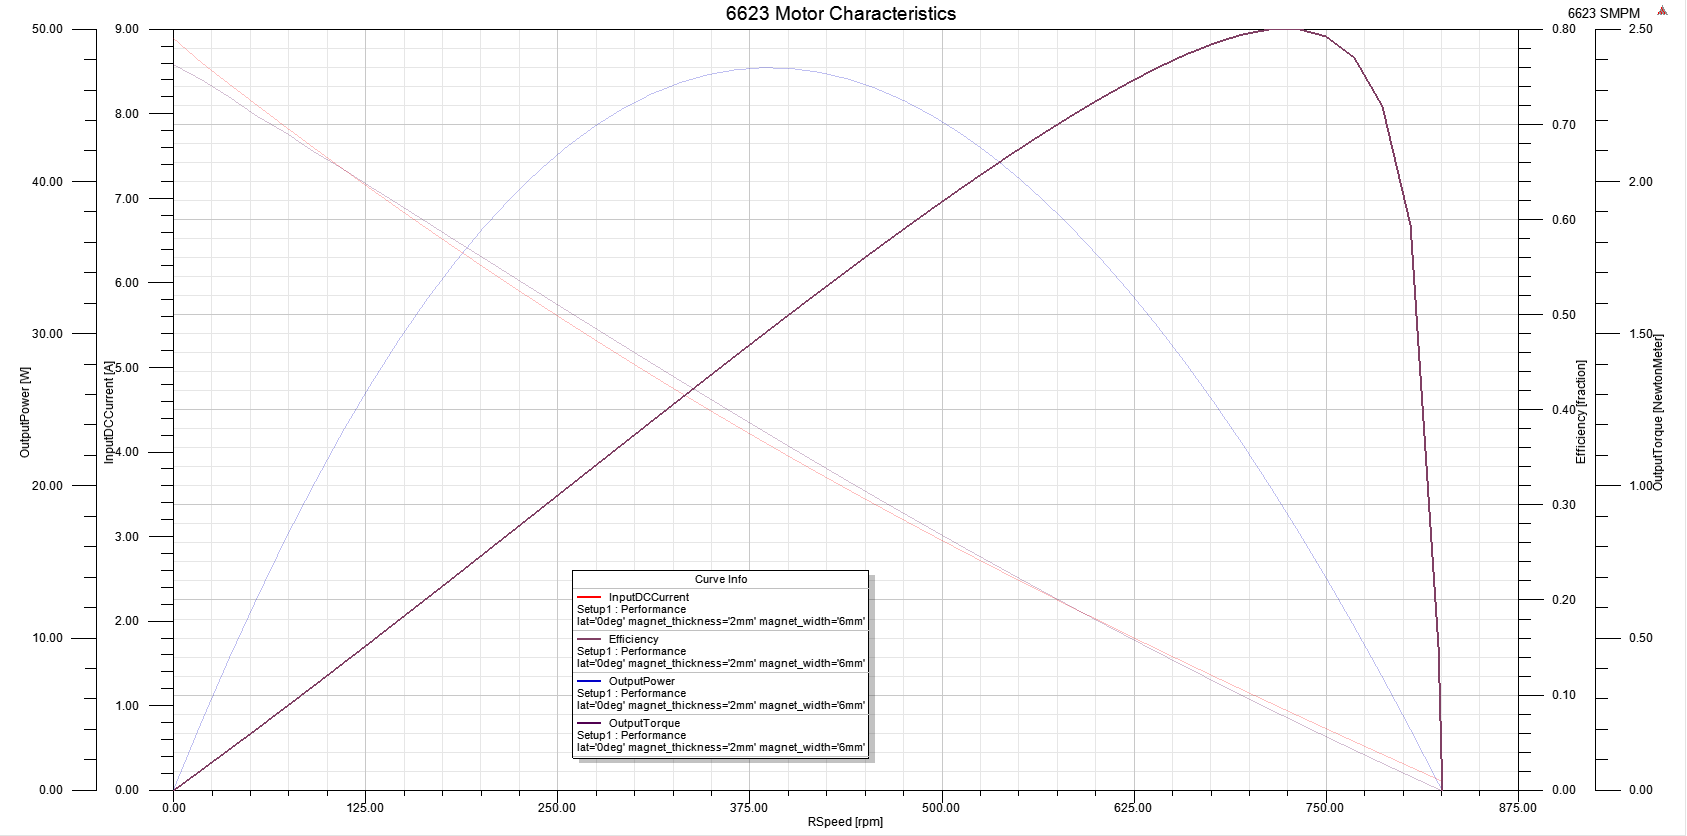 6623 Motor Characteristics
6623 SMPM
50.00
40.00
30.00
20.00
10.00
0.00
OutputPower [W]
9.00
8.00
7.00
6.00
5.00
4.00
3.00
2.00
1.00
0.00
InputDCCurrent [A]
0.80
0.70
0.60
0.50
0.40
0.30
0.20
0.10
0.00
Efficiency [fraction]
2.50
2.00
1.50
1.00
0.50
0.00
OutputTorque [NewtonMeter]
Curve Info
InputDCCurrent
Setup1 : Performance
lat='0deg' magnet_thickness='2mm' magnet_width='6mm'
Efficiency
Setup1 : Performance
lat='0deg' magnet_thickness='2mm' magnet_width='6mm'
OutputPower
Setup1 : Performance
lat='0deg' magnet_thickness='2mm' magnet_width='6mm'
OutputTorque
Setup1 : Performance
lat='0deg' magnet_thickness='2mm' magnet_width='6mm'
0.00 125.00 250.00 375.00 500.00 625.00 750.00 875.00
RSpeed [rpm]